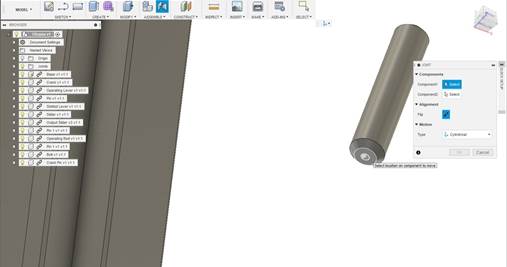 MODEL
SKETCH
CREATE
MODIFY
ASSEMBLE
CONSTRUCT
INSPECT
INSERT
MAKE
ADD-INS
SELECT
BROWSER
Document Settings
Named Views
Origin
Joints
Base v1 v1:1
Crank v1 v1:1
Operating Lever v1 v1:1
Pin v1 v1:1
Slotted Lever v1 v1:1
Slider v1 v1:1
Output Slider v1 v1:1
Pin 1 v1 v1:1
Operating Rod v1 v1:1
Pin 1 v1 v1:1
Bolt v1 v1:1
Crank Pin v1 v1:1
JOINT
Components
Component1 Select
Component2 Select
Alignment
Flip
Motion
Type Cylindrical
OK Cancel
Select location on component to move